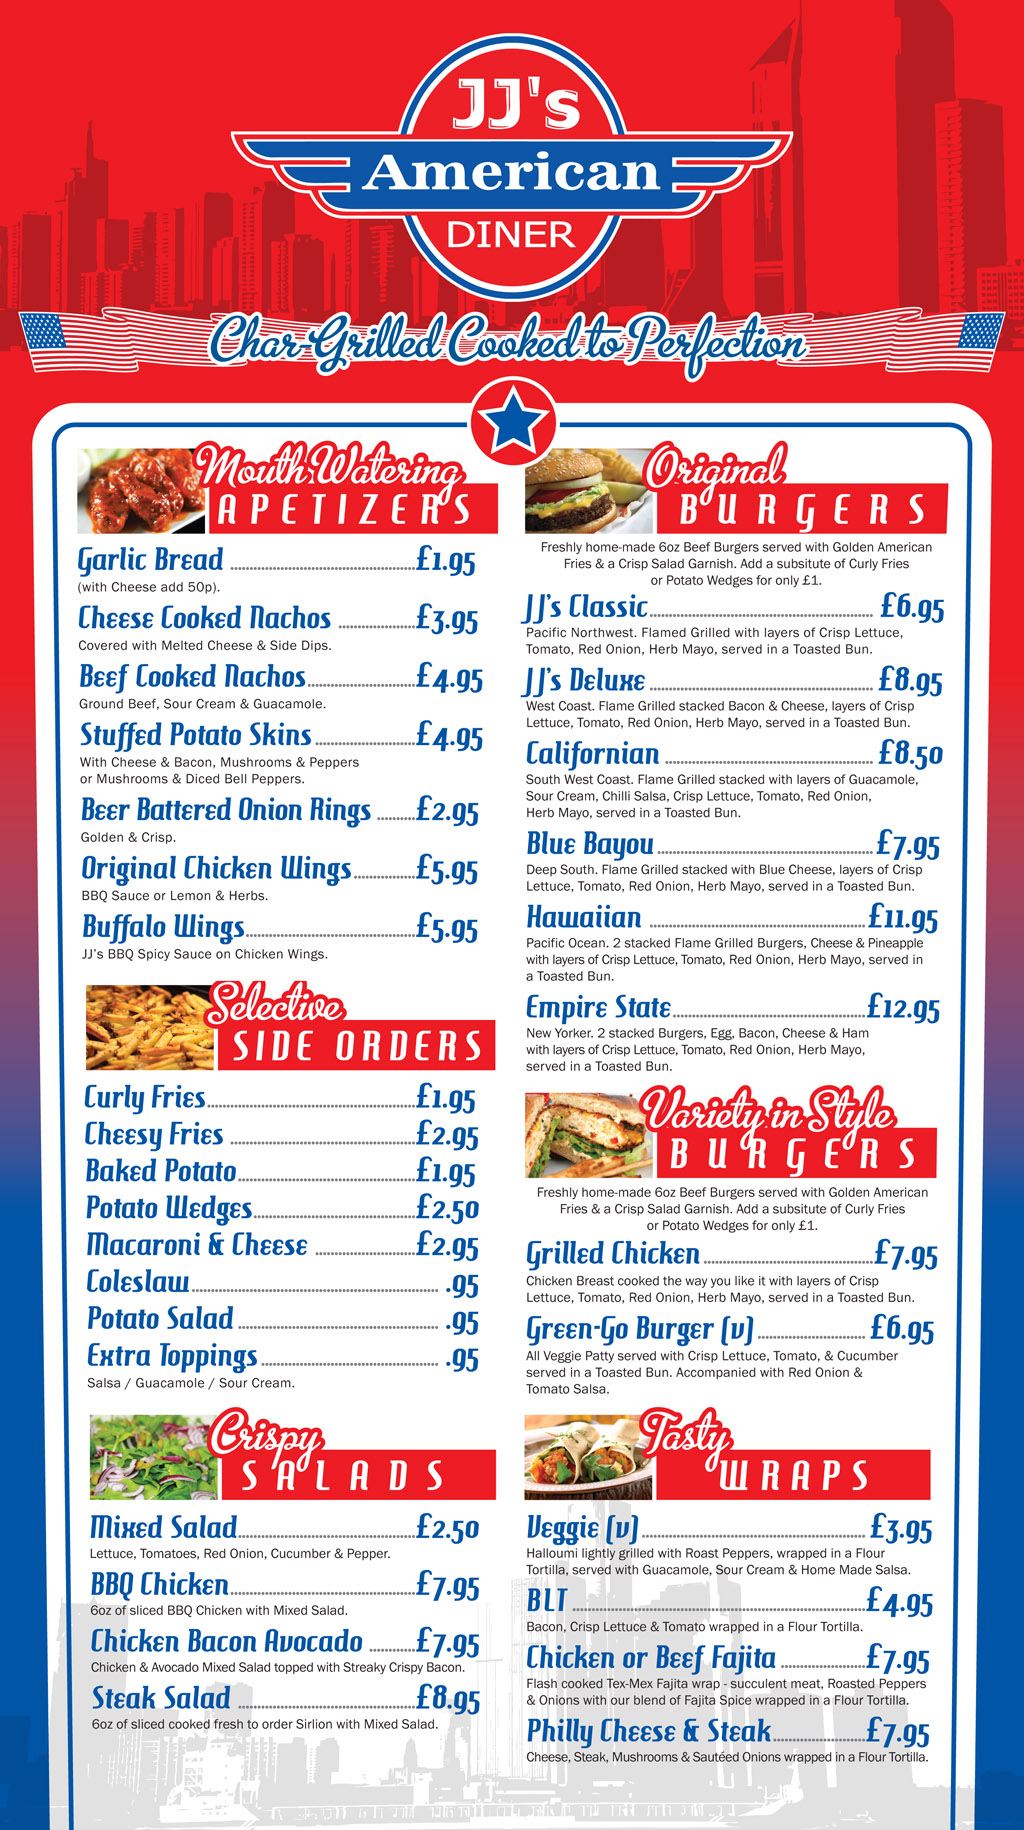 JJ's
American
DINER
Char-Grilled Cooked to Perfection
Mouth Watering
APETIZERS
Garlic Bread £1.95
(with Cheese add 50p).
Cheese Cooked Nachos £3.95
Covered with Melted Cheese & Side Dips.
Beef Cooked Nachos £4.95
Ground Beef, Sour Cream & Guacamole.
Stuffed Potato Skins £4.95
With Cheese & Bacon, Mushrooms & Peppers
or Mushrooms & Diced Bell Peppers.
Beer Battered Onion Rings £2.95
Golden & Crisp.
Original Chicken Wings £5.95
BBQ Sauce or Lemon & Herbs.
Buffalo Wings £5.95
JJ's BBQ Spicy Sauce on Chicken Wings.
Selective
SIDE ORDERS
Curly Fries £1.95
Cheesy Fries £2.95
Baked Potato £1.95
Potato Wedges £2.50
Macaroni & Cheese £2.95
Coleslaw .95
Potato Salad .95
Extra Toppings .95
Salsa / Guacamole / Sour Cream.
Crispy
SALADS
Mixed Salad £2.50
Lettuce, Tomatoes, Red Onion, Cucumber & Pepper.
BBQ Chicken £7.95
6oz of sliced BBQ Chicken with Mixed Salad.
Chicken Bacon Avocado £7.95
Chicken & Avocado Mixed Salad topped with Streaky Crispy Bacon.
Steak Salad £8.95
6oz of sliced cooked fresh to order Sirlion with Mixed Salad.
Original
BURGERS
Freshly home-made 6oz Beef Burgers served with Golden American
Fries & a Crisp Salad Garnish. Add a subsitute of Curly Fries
or Potato Wedges for only £1.
JJ's Classic £6.95
Pacific Northwest. Flamed Grilled with layers of Crisp Lettuce,
Tomato, Red Onion, Herb Mayo, served in a Toasted Bun.
JJ's Deluxe £8.95
West Coast. Flame Grilled stacked Bacon & Cheese, layers of Crisp
Lettuce, Tomato, Red Onion, Herb Mayo, served in a Toasted Bun.
Californian £8.50
South West Coast. Flame Grilled stacked with layers of Guacamole,
Sour Cream, Chilli Salsa, Crisp Lettuce, Tomato, Red Onion,
Herb Mayo, served in a Toasted Bun.
Blue Bayou £7.95
Deep South. Flame Grilled stacked with Blue Cheese, layers of Crisp
Lettuce, Tomato, Red Onion, Herb Mayo, served in a Toasted Bun.
Hawaiian £11.95
Pacific Ocean. 2 stacked Flame Grilled Burgers, Cheese & Pineapple
with layers of Crisp Lettuce, Tomato, Red Onion, Herb Mayo, served in
a Toasted Bun.
Empire State £12.95
New Yorker. 2 stacked Burgers, Egg, Bacon, Cheese & Ham
with layers of Crisp Lettuce, Tomato, Red Onion, Herb Mayo,
served in a Toasted Bun.
Variety in Style
BURGERS
Freshly home-made 6oz Beef Burgers served with Golden American
Fries & a Crisp Salad Garnish. Add a subsitute of Curly Fries
or Potato Wedges for only £1.
Grilled Chicken £7.95
Chicken Breast cooked the way you like it with layers of Crisp
Lettuce, Tomato, Red Onion, Herb Mayo, served in a Toasted Bun.
Green-Go Burger (v) £6.95
All Veggie Patty served with Crisp Lettuce, Tomato, & Cucumber
served in a Toasted Bun. Accompanied with Red Onion &
Tomato Salsa.
Tasty
WRAPS
Veggie (v) £3.95
Halloumi lightly grilled with Roast Peppers, wrapped in a Flour
Tortilla, served with Guacamole, Sour Cream & Home Made Salsa.
BLT £4.95
Bacon, Crisp Lettuce & Tomato wrapped in a Flour Tortilla.
Chicken or Beef Fajita £7.95
Flash cooked Tex-Mex Fajita wrap - succulent meat, Roasted Peppers
& Onions with our blend of Fajita Spice wrapped in a Flour Tortilla.
Philly Cheese & Steak £7.95
Cheese, Steak, Mushrooms & Sautéed Onions wrapped in a Flour Tortilla.